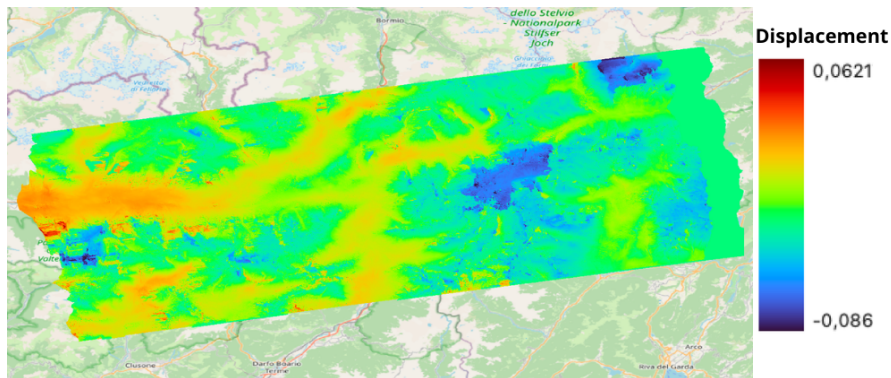 dello Stelvio
- Nationalpark
Stilfser
Joch
Bormio
Displacement
0,0621
-0,086
Clusone
Darfo Boario
Terme
Arco
Riva del Garda